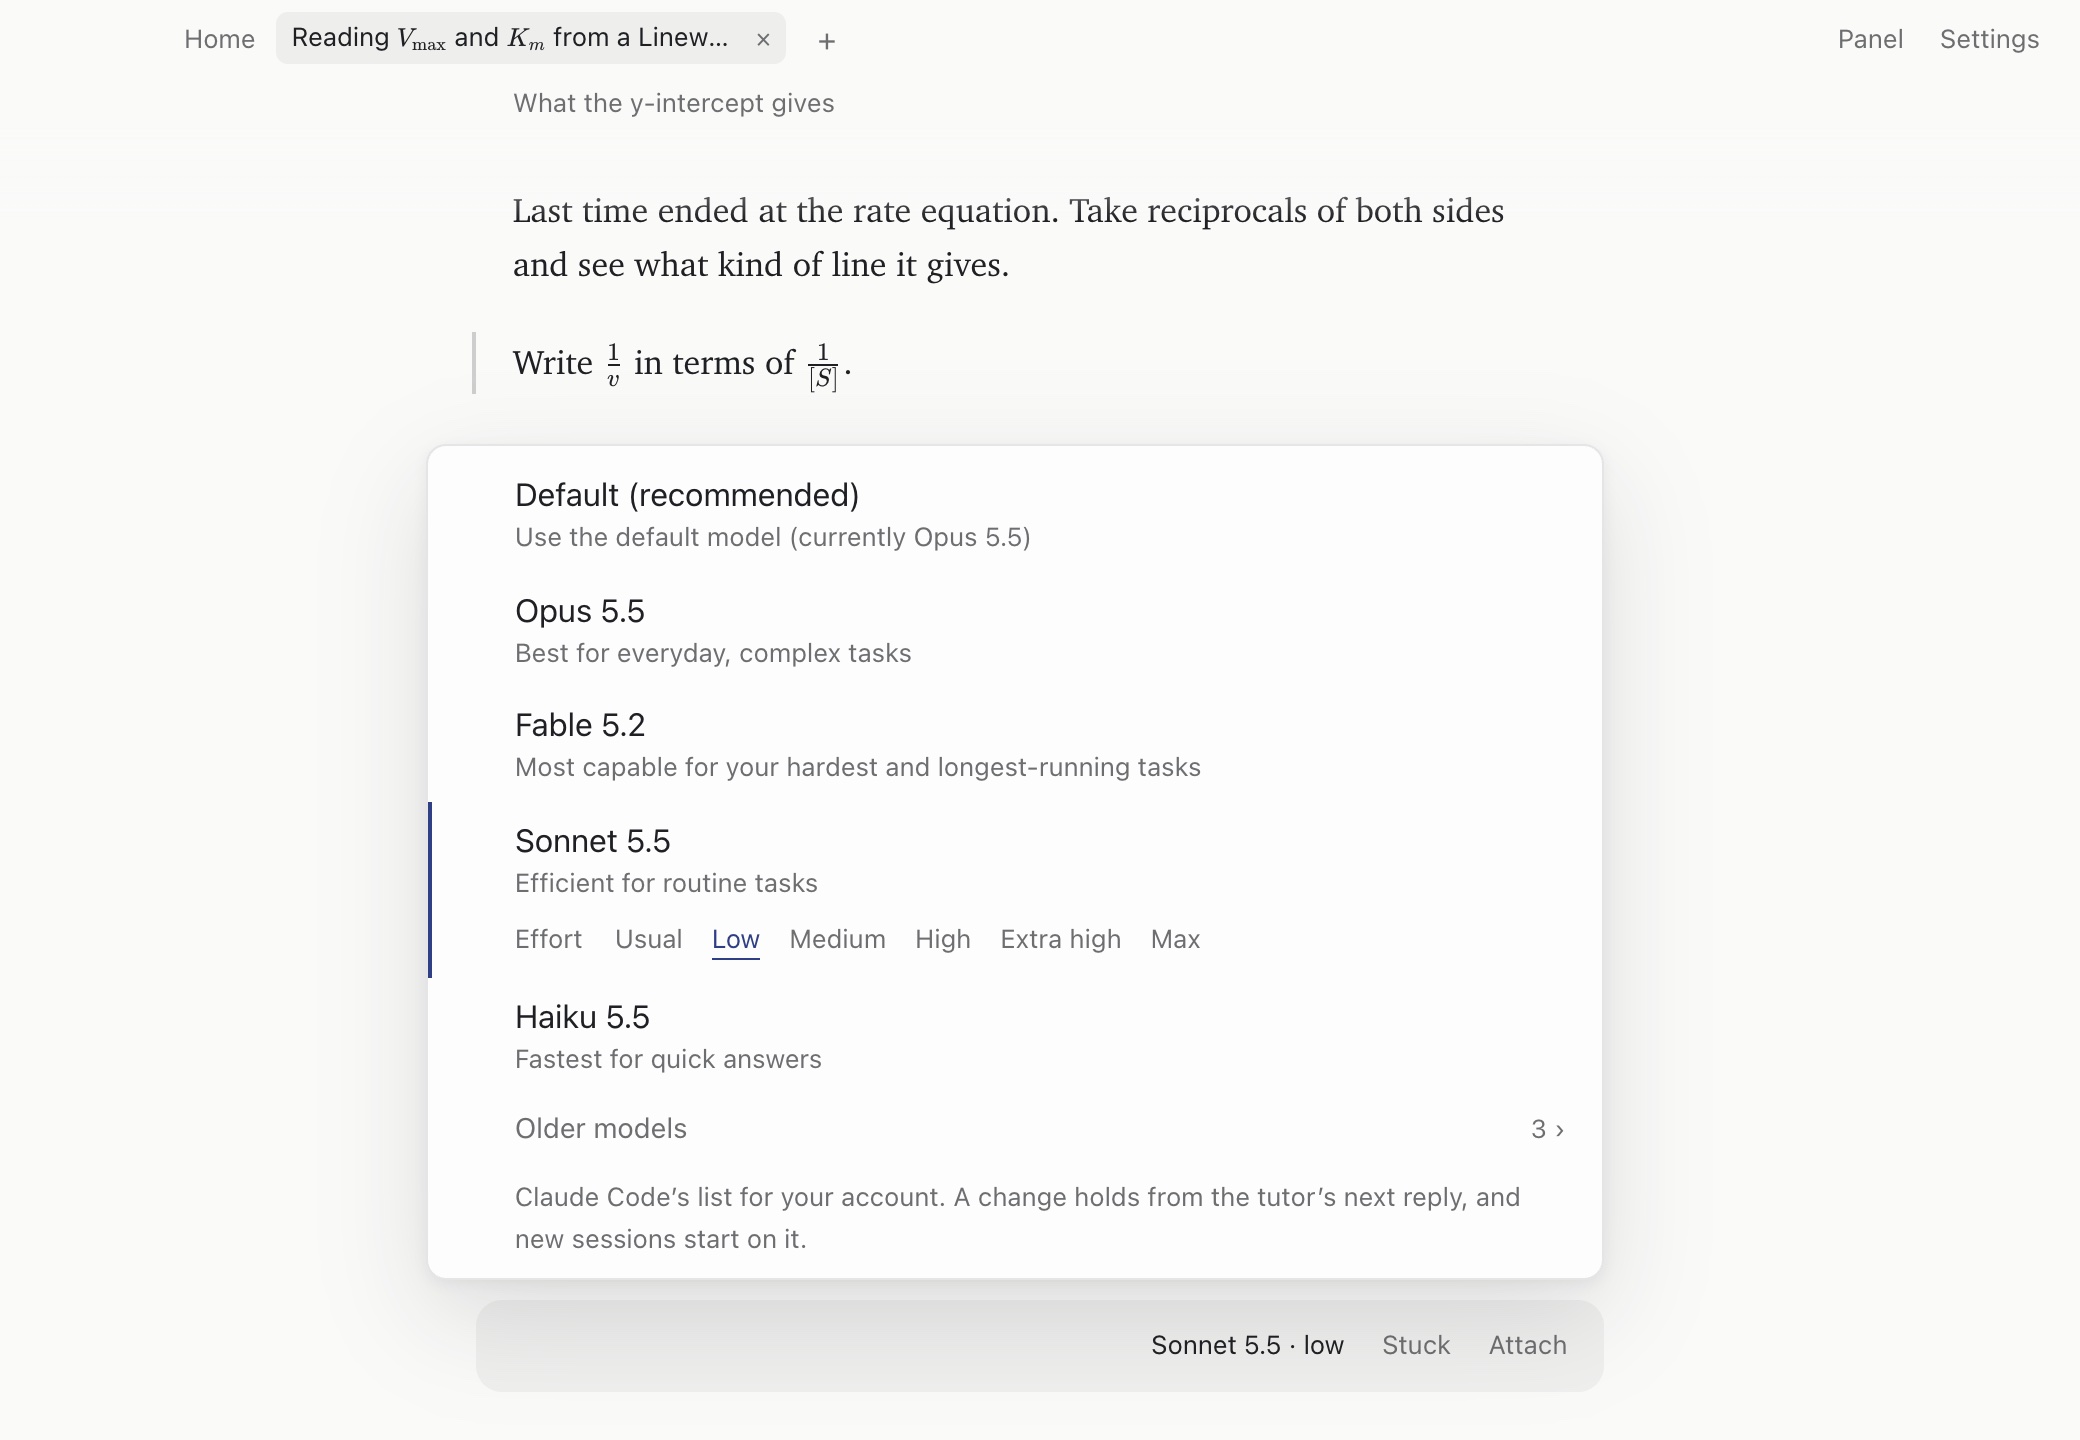 Home
Reading V_max and K_m from a Linew... ×
+
Panel
Settings
What the y-intercept gives
Last time ended at the rate equation. Take reciprocals of both sides
and see what kind of line it gives.
Write 1/v in terms of 1/[S].
Default (recommended)
Use the default model (currently Opus 5.5)
Opus 5.5
Best for everyday, complex tasks
Fable 5.2
Most capable for your hardest and longest-running tasks
Sonnet 5.5
Efficient for routine tasks
Effort Usual Low Medium High Extra high Max
Haiku 5.5
Fastest for quick answers
Older models 3 ›
Claude Code’s list for your account. A change holds from the tutor’s next reply, and
new sessions start on it.
Sonnet 5.5 · low Stuck Attach